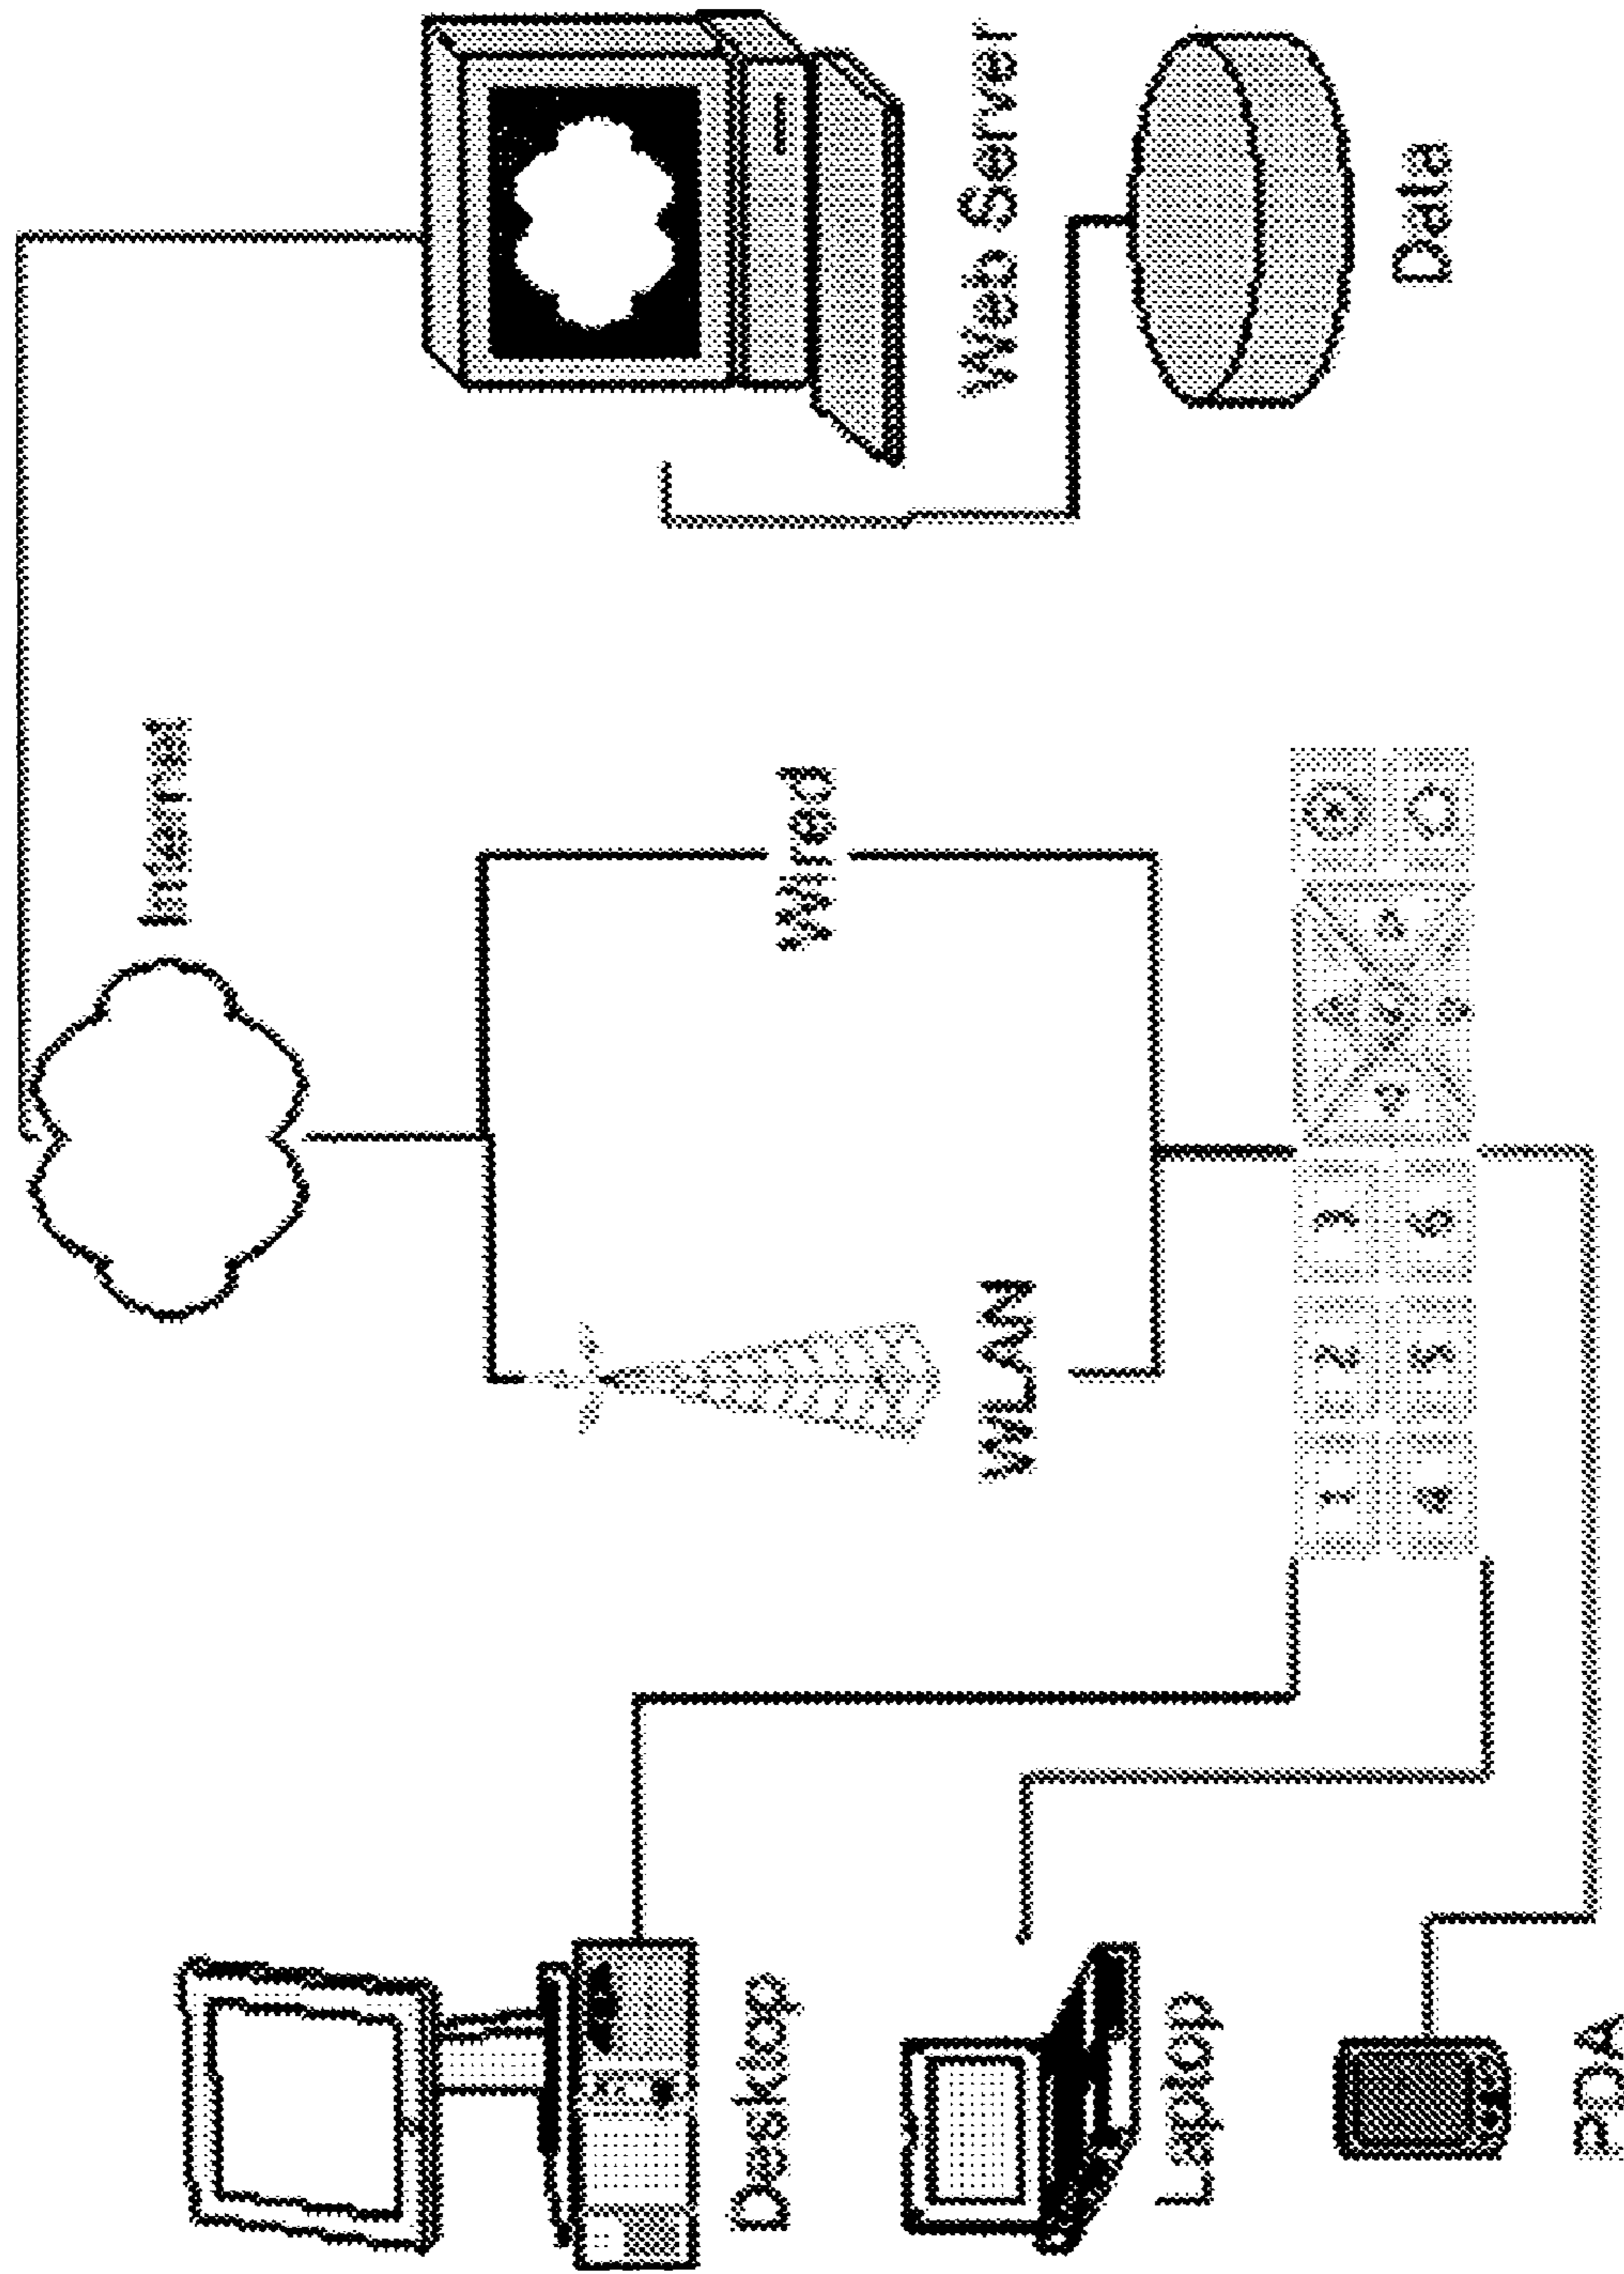 Desktop
Laptop
PDA
Internet
WLAN
Wired
1 2 3
4 5 6
Web Server
Data